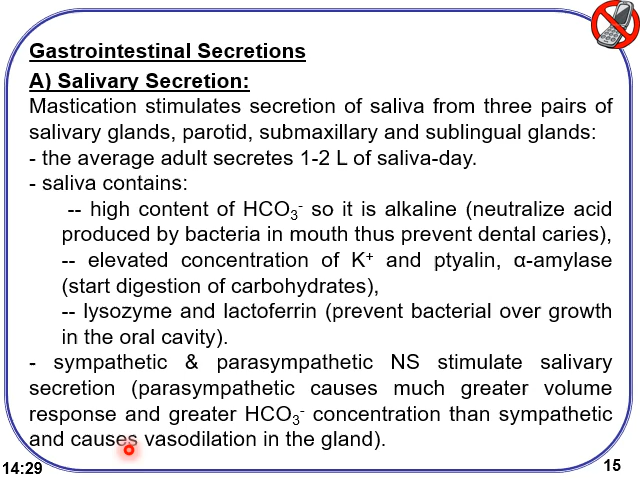 Gastrointestinal Secretions
A) Salivary Secretion:
Mastication stimulates secretion of saliva from three pairs of
salivary glands, parotid, submaxillary and sublingual glands:
- the average adult secretes 1-2 L of saliva-day.
- saliva contains:
-- high content of HCO₃⁻ so it is alkaline (neutralize acid
produced by bacteria in mouth thus prevent dental caries),
-- elevated concentration of K⁺ and ptyalin, α-amylase
(start digestion of carbohydrates),
-- lysozyme and lactoferrin (prevent bacterial over growth
in the oral cavity).
- sympathetic & parasympathetic NS stimulate salivary
secretion (parasympathetic causes much greater volume
response and greater HCO₃⁻ concentration than sympathetic
and causes vasodilation in the gland).
14:29
15